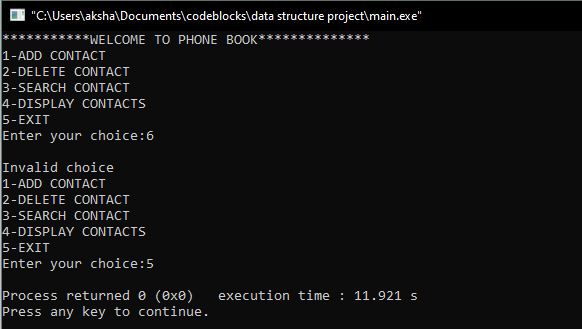 "C:\Users\aksha\Documents\codeblocks\data structure project\main.exe"
***********WELCOME TO PHONE BOOK**************
1-ADD CONTACT
2-DELETE CONTACT
3-SEARCH CONTACT
4-DISPLAY CONTACTS
5-EXIT
Enter your choice:6
Invalid choice
1-ADD CONTACT
2-DELETE CONTACT
3-SEARCH CONTACT
4-DISPLAY CONTACTS
5-EXIT
Enter your choice:5
Process returned 0 (0x0)   execution time : 11.921 s
Press any key to continue.